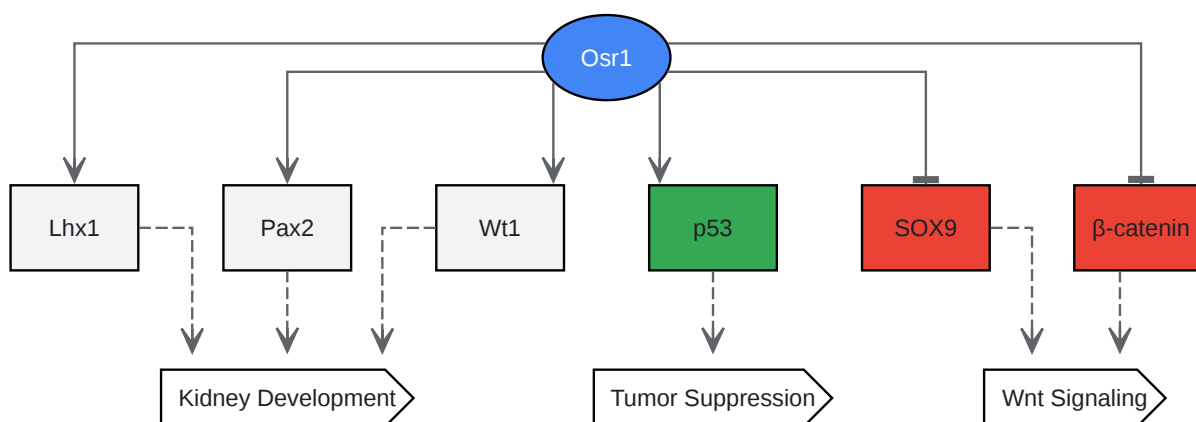 Osr1
Lhx1
Pax2
Wt1
p53
SOX9
β-catenin
Kidney Development
Tumor Suppression
Wnt Signaling